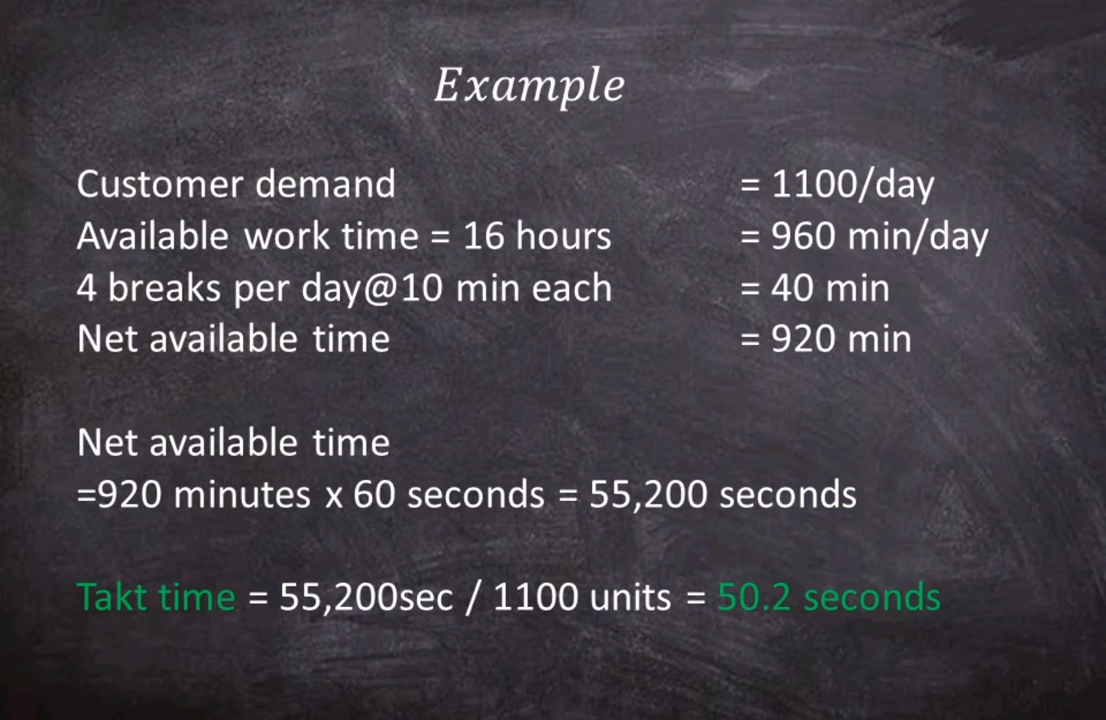 Example
Customer demand = 1100/day
Available work time = 16 hours = 960 min/day
4 breaks per day@10 min each = 40 min
Net available time = 920 min
Net available time
=920 minutes x 60 seconds = 55,200 seconds
Takt time = 55,200sec / 1100 units = 50.2 seconds